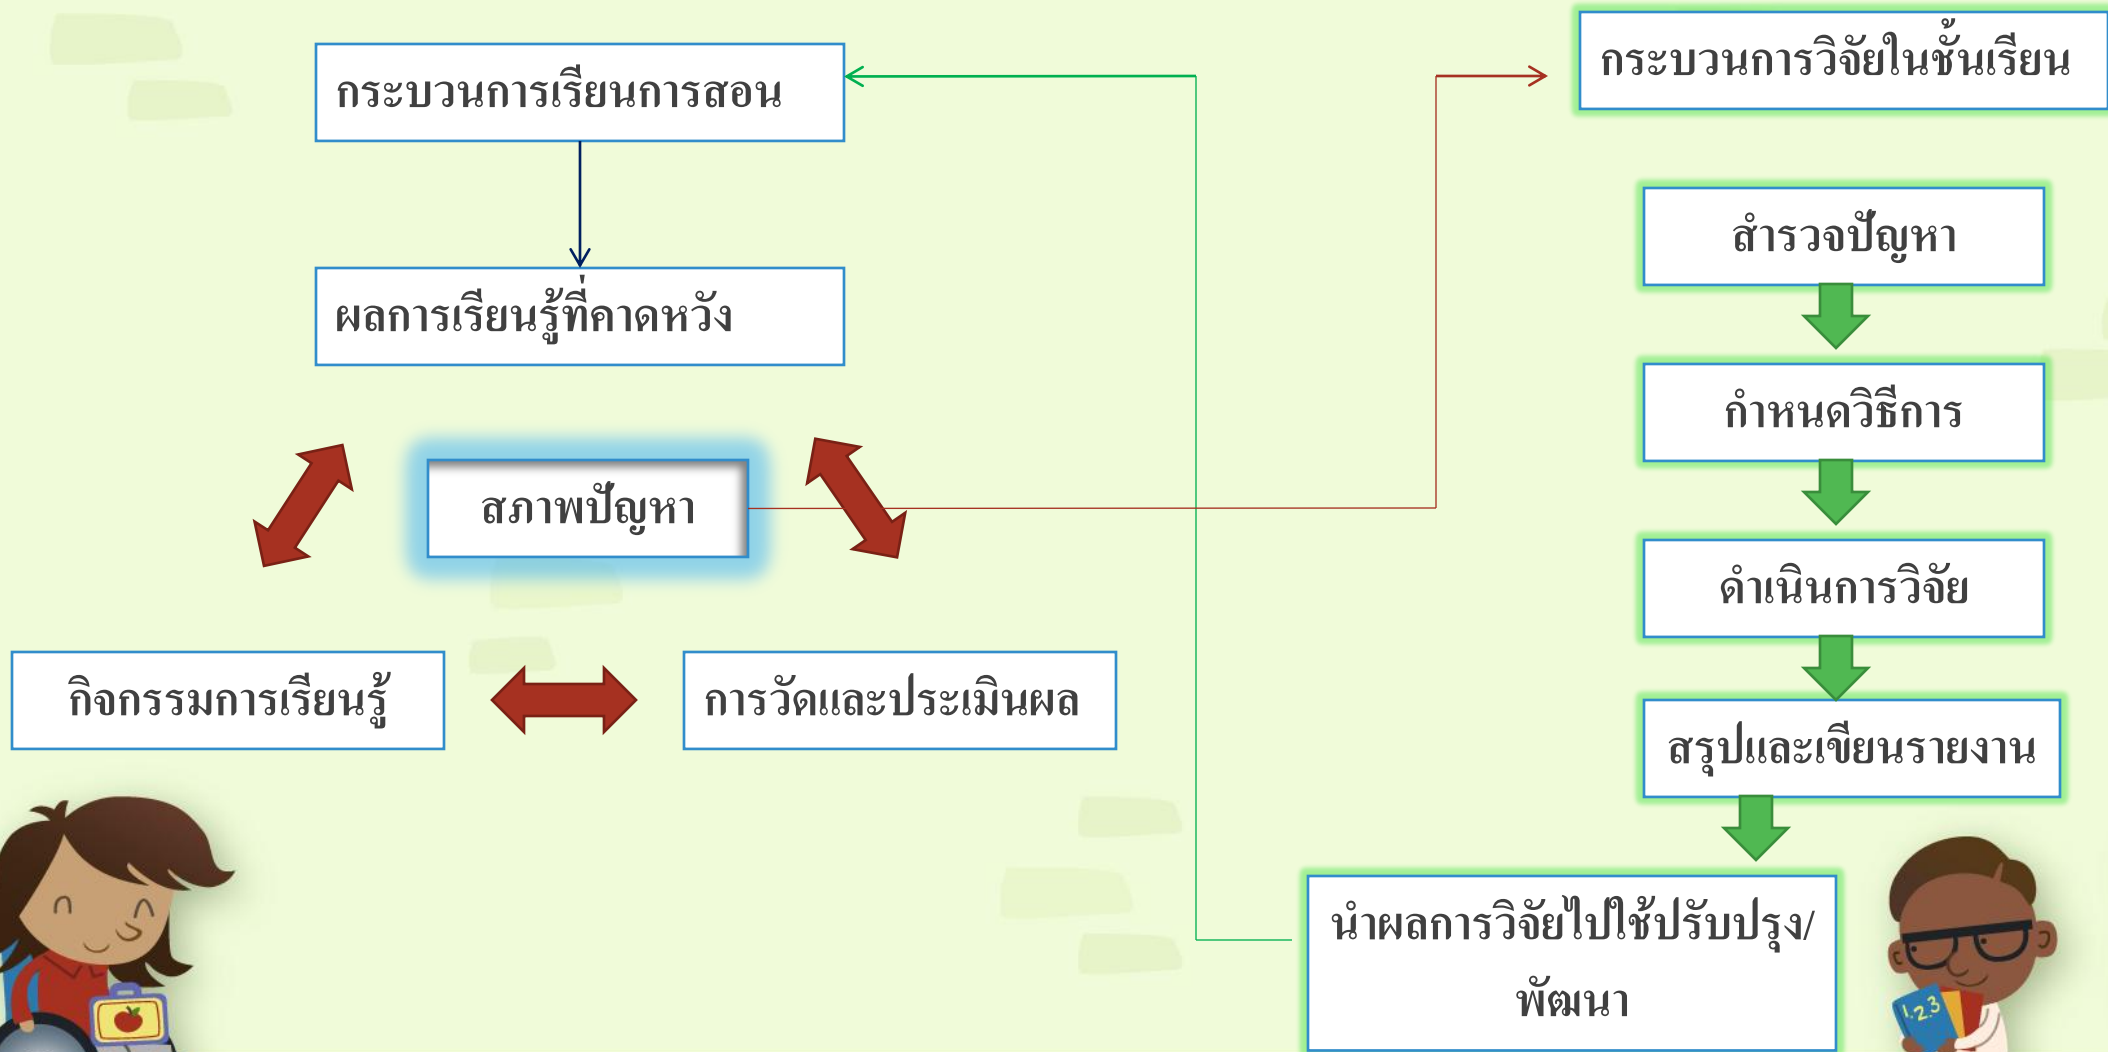 กระบวนการเรียนการสอน
ผลการเรียนรู้ที่คาดหวัง
สภาพปัญหา
กิจกรรมการเรียนรู้
การวัดและประเมินผล
กระบวนการวิจัยในชั้นเรียน
สำรวจปัญหา
กำหนดวิธีการ
ดำเนินการวิจัย
สรุปและเขียนรายงาน
นำผลการวิจัยไปใช้ปรับปรุง/
พัฒนา
1,2,3